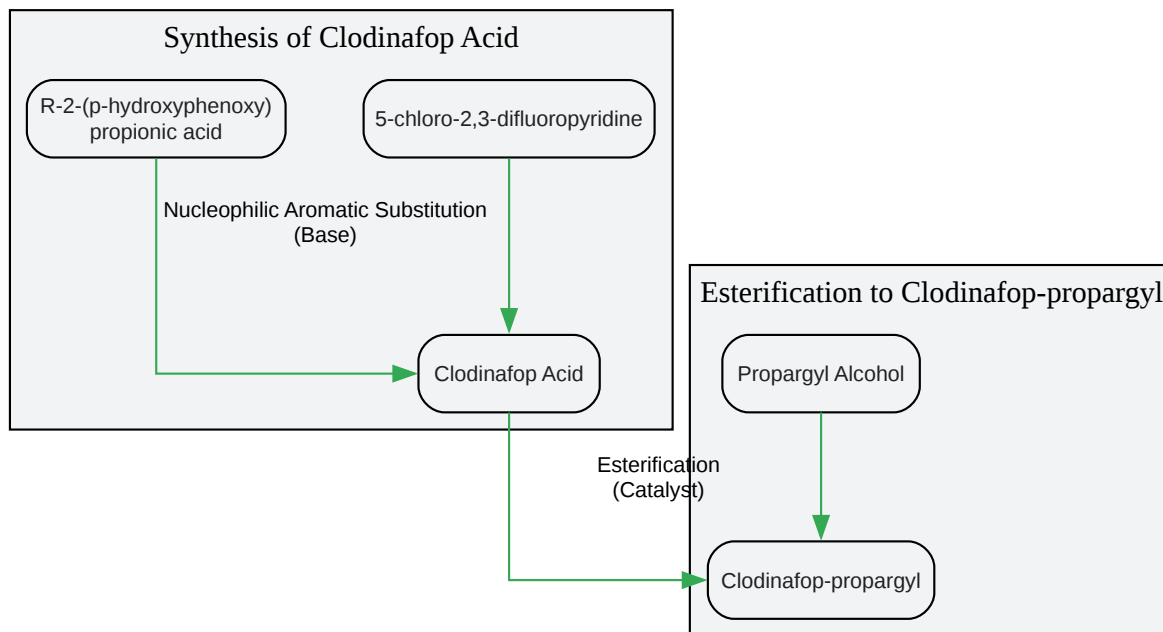 Synthesis of Clodinafop Acid
R-2-(p-hydroxyphenoxy)
propionic acid
5-chloro-2,3-difluoropyridine
Nucleophilic Aromatic Substitution
(Base)
Clodinafop Acid
Esterification to Clodinafop-propargyl
Propargyl Alcohol
Esterification
(Catalyst)
Clodinafop-propargyl